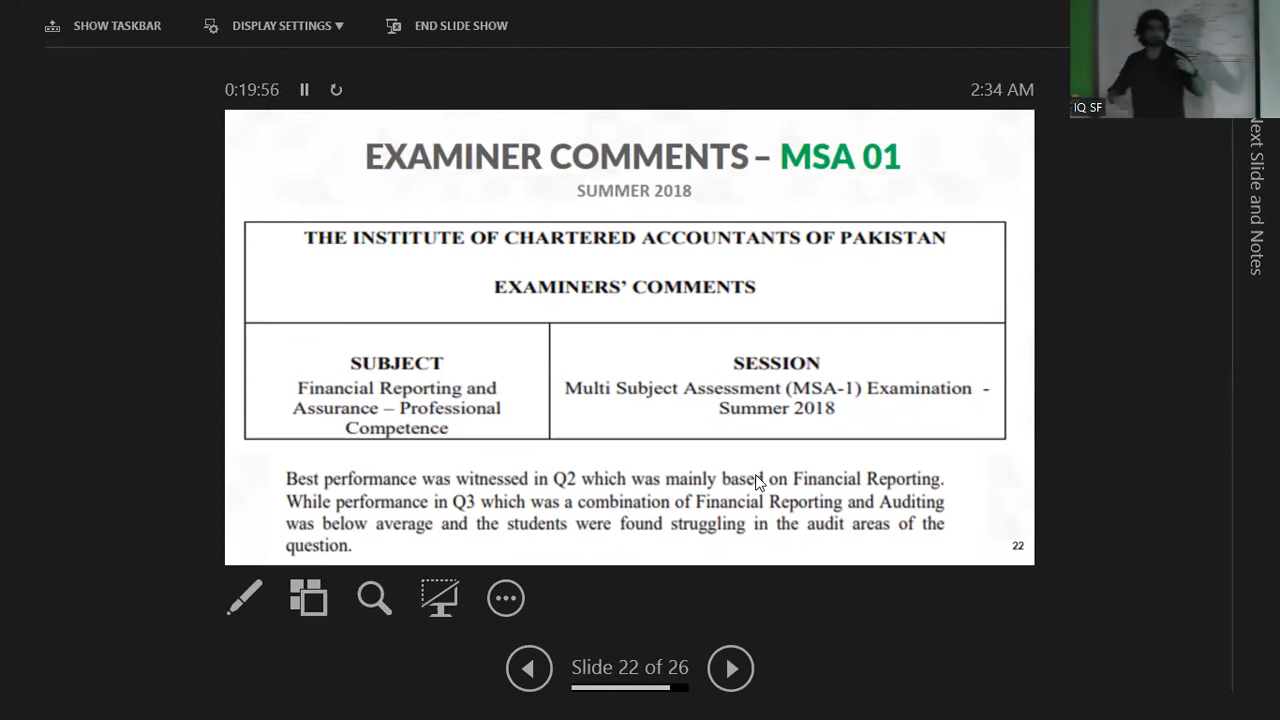 SHOW TASKBAR
DISPLAY SETTINGS ▼
END SLIDE SHOW
IQ SF
0:19:56
2:34 AM
EXAMINER COMMENTS – MSA 01
SUMMER 2018
THE INSTITUTE OF CHARTERED ACCOUNTANTS OF PAKISTAN
EXAMINERS' COMMENTS
SUBJECT
Financial Reporting and
Assurance – Professional
Competence
SESSION
Multi Subject Assessment (MSA-1) Examination -
Summer 2018
Best performance was witnessed in Q2 which was mainly based on Financial Reporting.
While performance in Q3 which was a combination of Financial Reporting and Auditing
was below average and the students were found struggling in the audit areas of the
question.
22
Slide 22 of 26
Next Slide and Notes